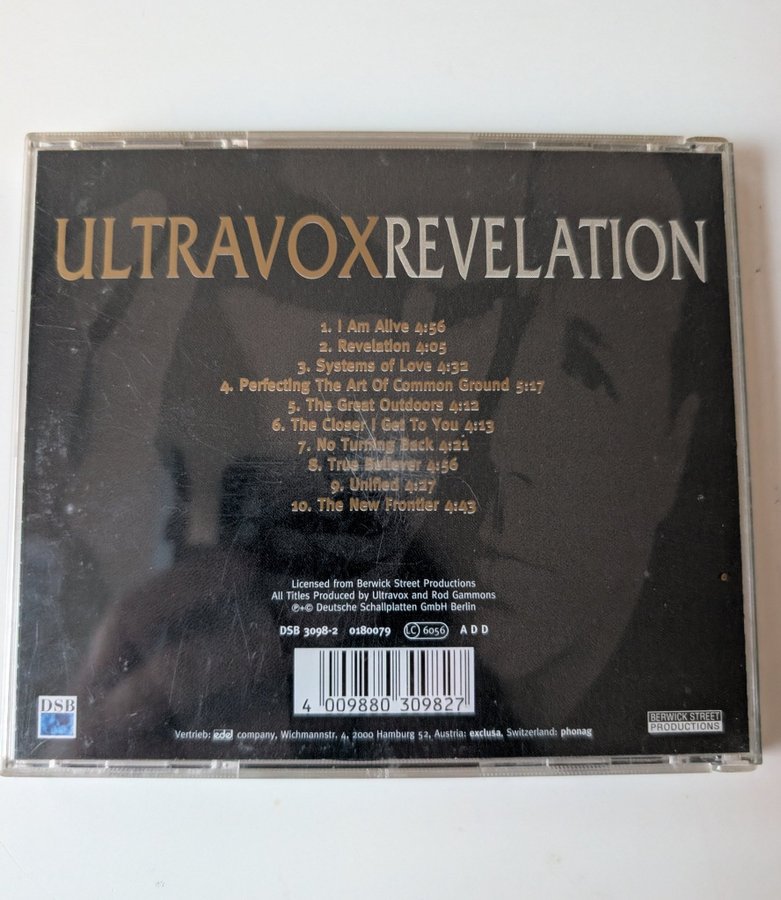 ULTRAVOXREVELATION
1. I Am Alive 4:56
2. Revelation 4:05
3. Systems of Love 4:32
4. Perfecting The Art Of Common Ground 5:17
5. The Great Outdoors 4:12
6. The Closer I Get To You 4:13
7. No Turning Back 4:21
8. True Believer 4:56
9. Unified 4:27
10. The New Frontier 4:43
Licensed from Berwick Street Productions
All Titles Produced by Ultravox and Rod Gammons
℗+© Deutsche Schallplatten GmbH Berlin
DSB 3098-2 0180079 LC 6056 A D D
4 009880 309827
DSB
BERWICK STREET
PRODUCTIONS
Vertrieb: edel company, Wichmannstr. 4, 2000 Hamburg 52, Austria: exclusa, Switzerland: phonag